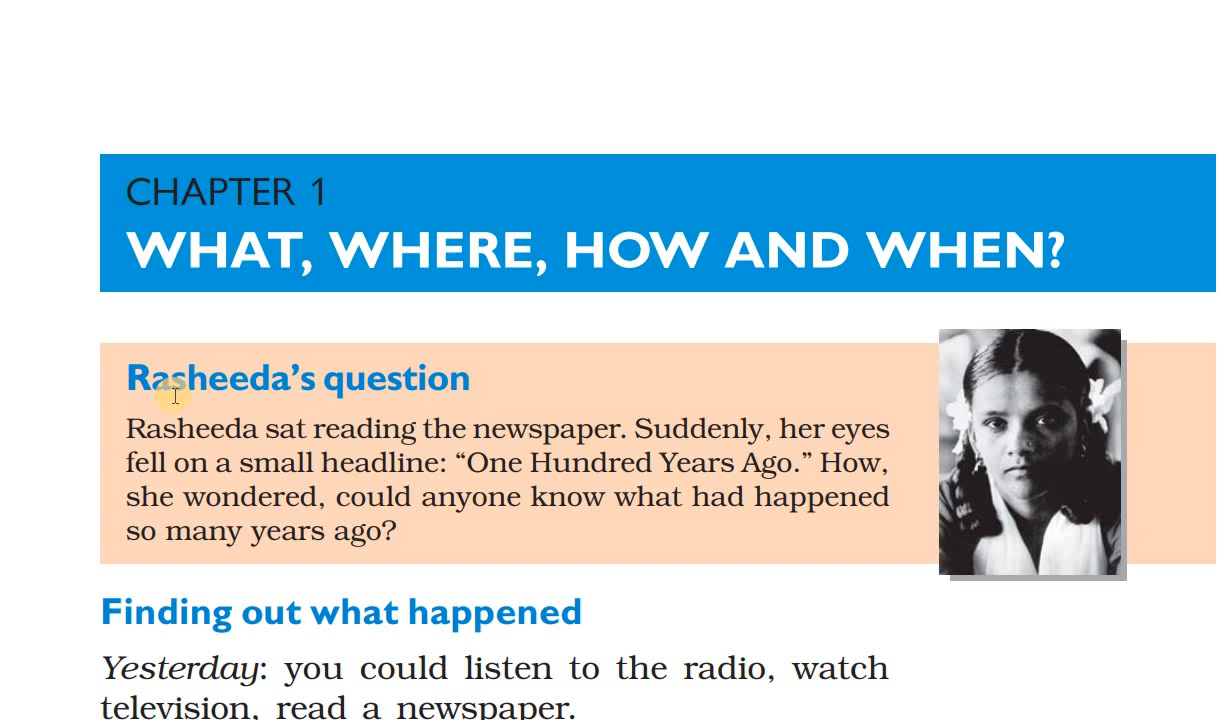 CHAPTER 1
WHAT, WHERE, HOW AND WHEN?
Rasheeda’s question
Rasheeda sat reading the newspaper. Suddenly, her eyes
fell on a small headline: “One Hundred Years Ago.” How,
she wondered, could anyone know what had happened
so many years ago?
Finding out what happened
Yesterday: you could listen to the radio, watch
television, read a newspaper.